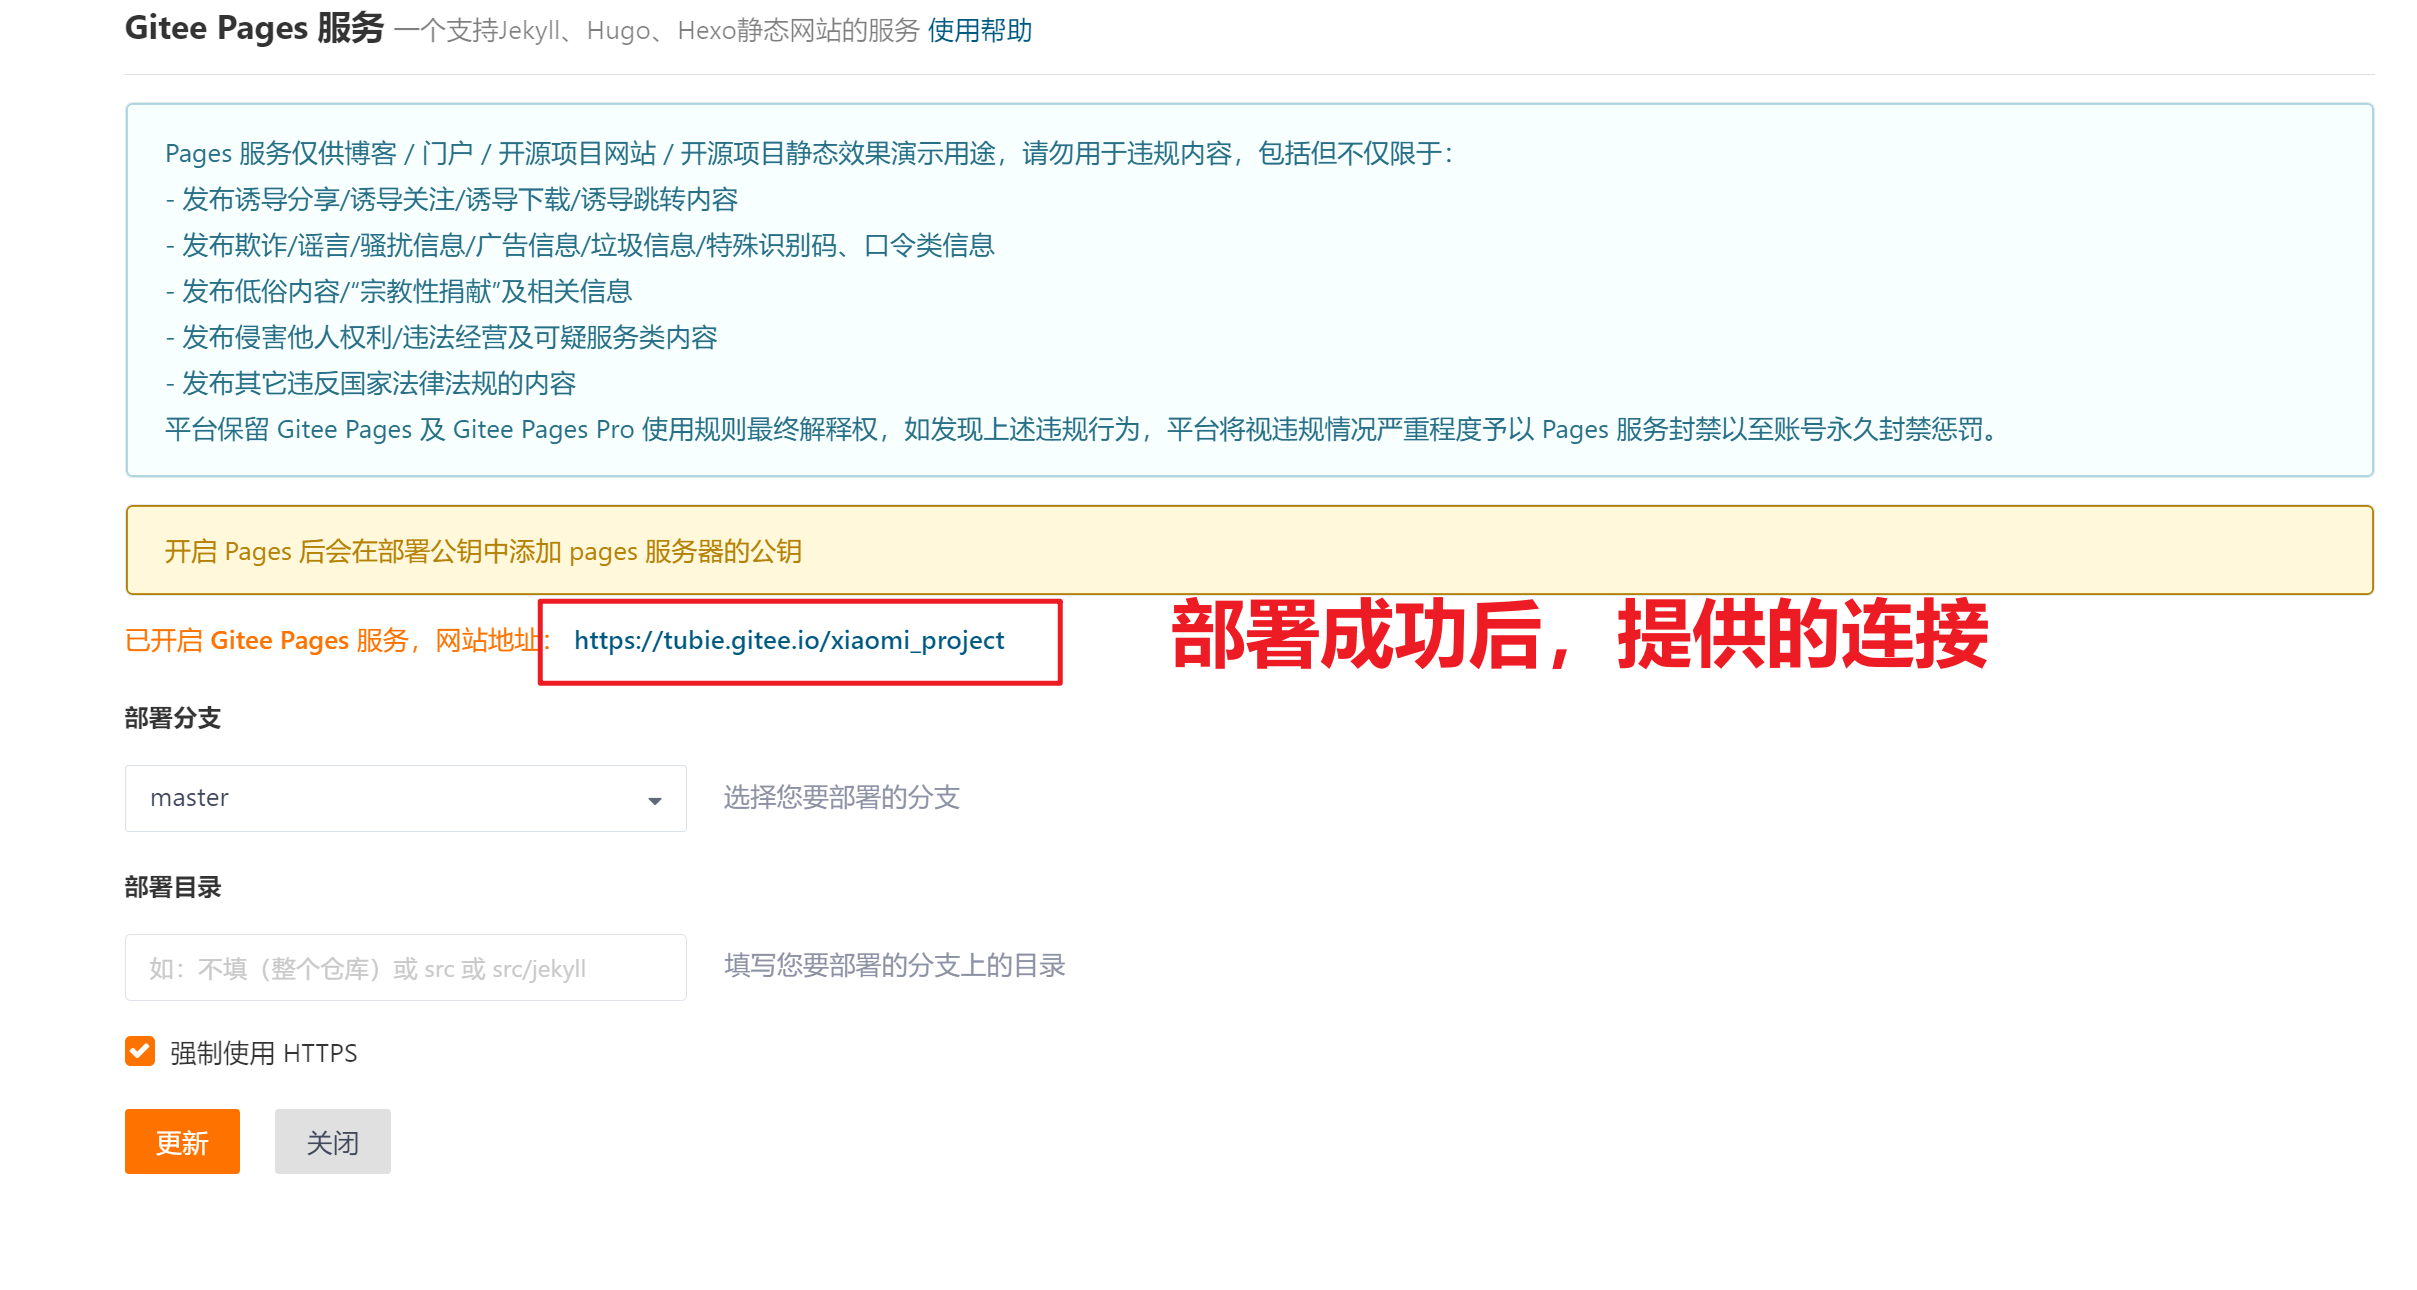 Gitee Pages 服务 一个支持Jekyll、Hugo、Hexo静态网站的服务 使用帮助
Pages 服务仅供博客 / 门户 / 开源项目网站 / 开源项目静态效果演示用途，请勿用于违规内容，包括但不仅限于：
- 发布诱导分享/诱导关注/诱导下载/诱导跳转内容
- 发布欺诈/谣言/骚扰信息/广告信息/垃圾信息/特殊识别码、口令类信息
- 发布低俗内容/“宗教性捐献”及相关信息
- 发布侵害他人权利/违法经营及可疑服务类内容
- 发布其它违反国家法律法规的内容
平台保留 Gitee Pages 及 Gitee Pages Pro 使用规则最终解释权，如发现上述违规行为，平台将视违规情况严重程度予以 Pages 服务封禁以至账号永久封禁惩罚。
开启 Pages 后会在部署公钥中添加 pages 服务器的公钥
已开启 Gitee Pages 服务，网站地址： https://tubie.gitee.io/xiaomi_project
部署成功后，提供的连接
部署分支
master
选择您要部署的分支
部署目录
如：不填（整个仓库）或 src 或 src/jekyll
填写您要部署的分支上的目录
强制使用 HTTPS
更新
关闭